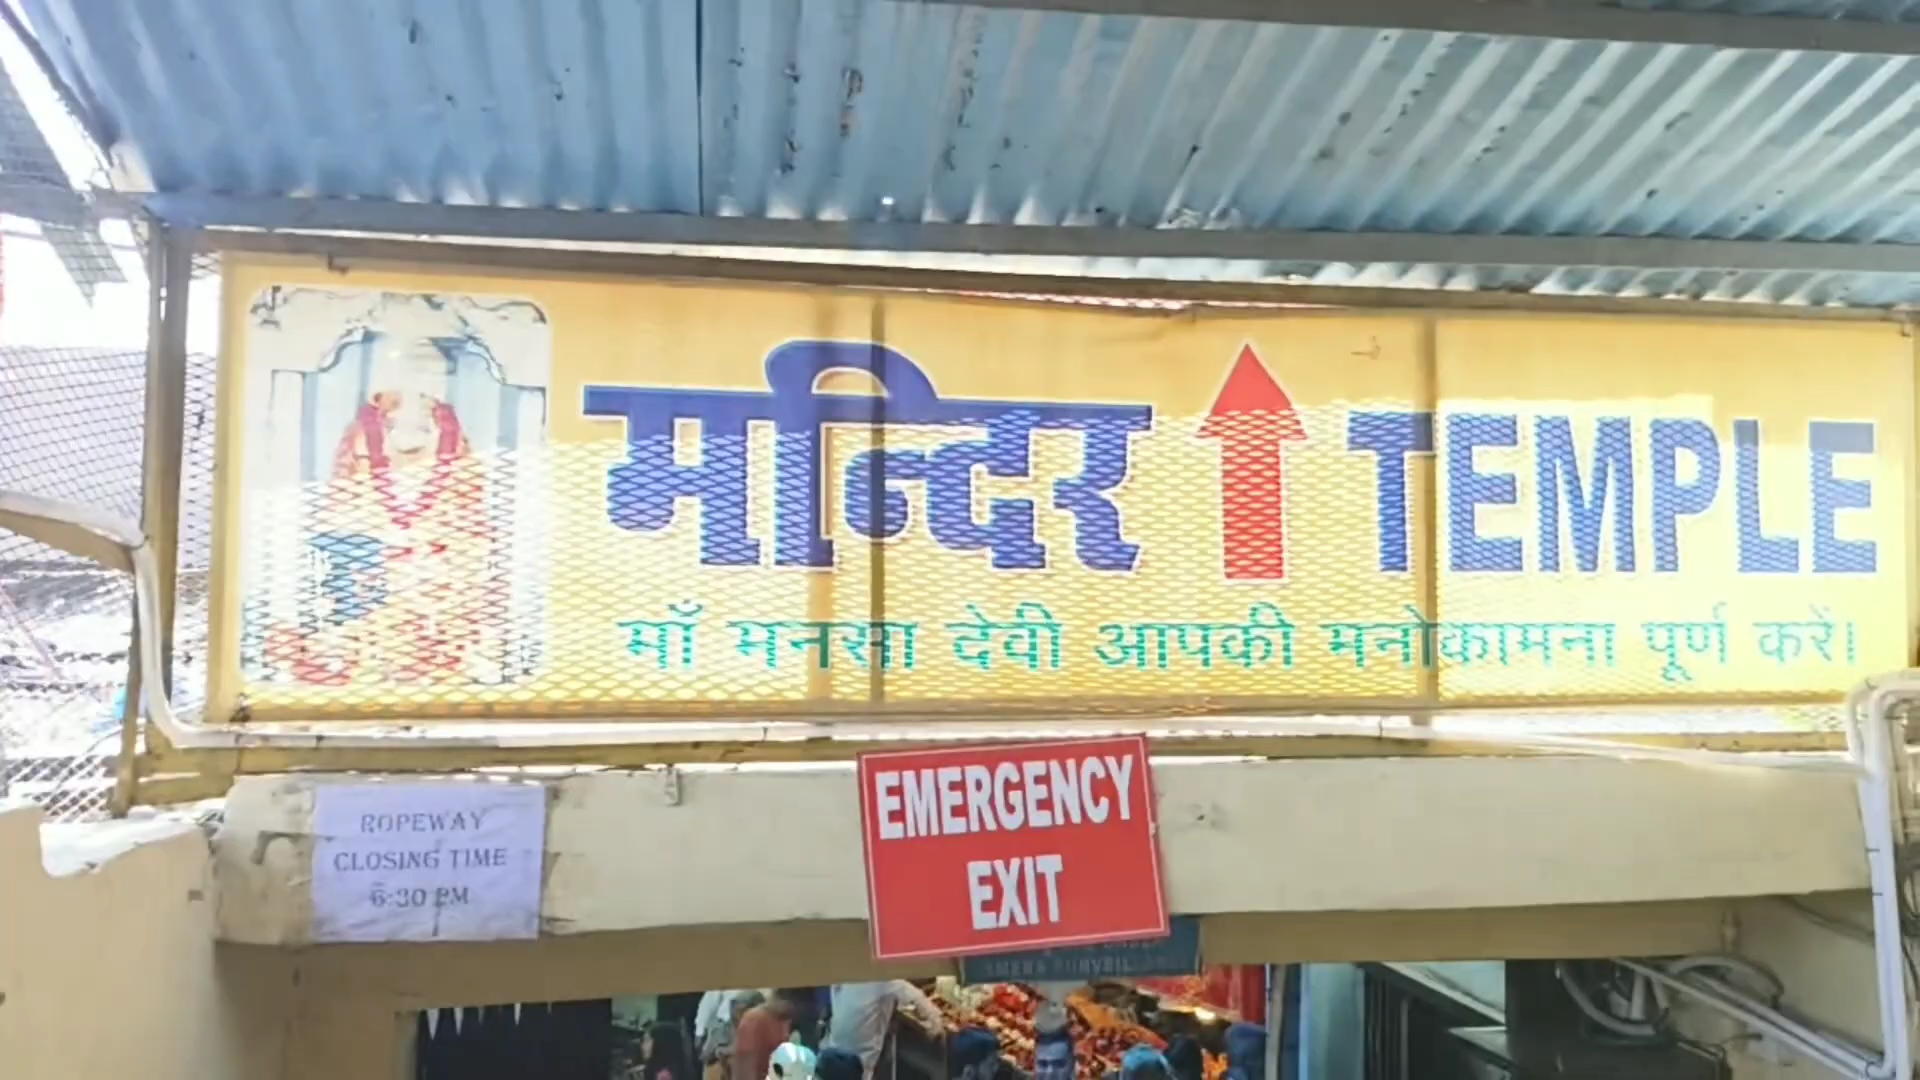 मन्दिर TEMPLE
माँ मनसा देवी आपकी मनोकामना पूर्ण करें।
ROPEWAY
CLOSING TIME
6:30 PM
EMERGENCY
EXIT